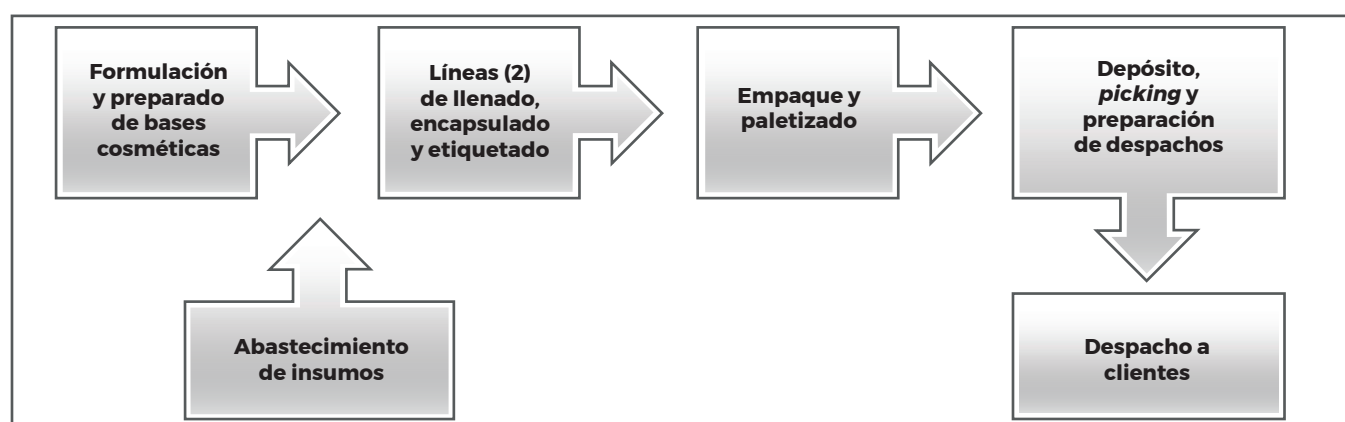 Formulación
y preparado
de bases
cosméticas
Líneas (2)
de llenado,
encapsulado
y etiquetado
Empaque y
paletizado
Depósito,
picking y
preparación
de despachos
Abastecimiento
de insumos
Despacho a
clientes